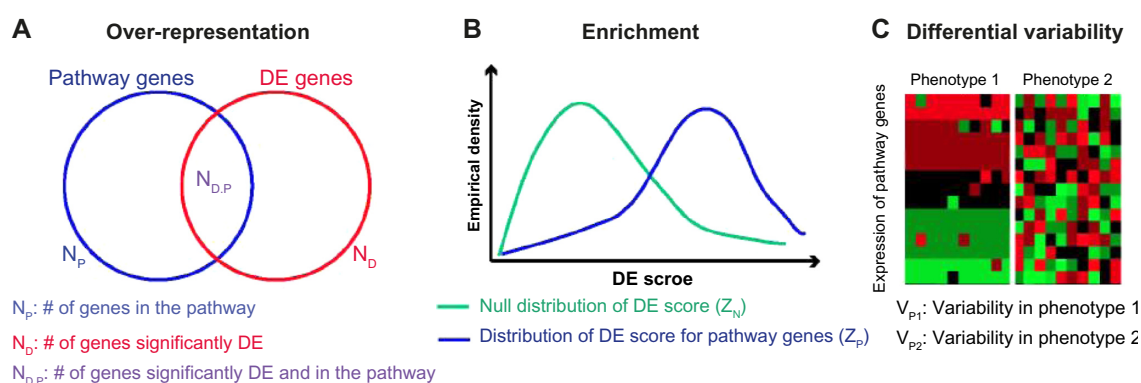 A Over-representation
Pathway genes DE genes
N_D.P
N_P N_D
N_P: # of genes in the pathway
N_D: # of genes significantly DE
N_D.P: # of genes significantly DE and in the pathway
B Enrichment
Empirical density
DE scroe
Null distribution of DE score (Z_N)
Distribution of DE score for pathway genes (Z_P)
C Differential variability
Phenotype 1 Phenotype 2
Expression of pathway genes
V_P1: Variability in phenotype 1
V_P2: Variability in phenotype 2